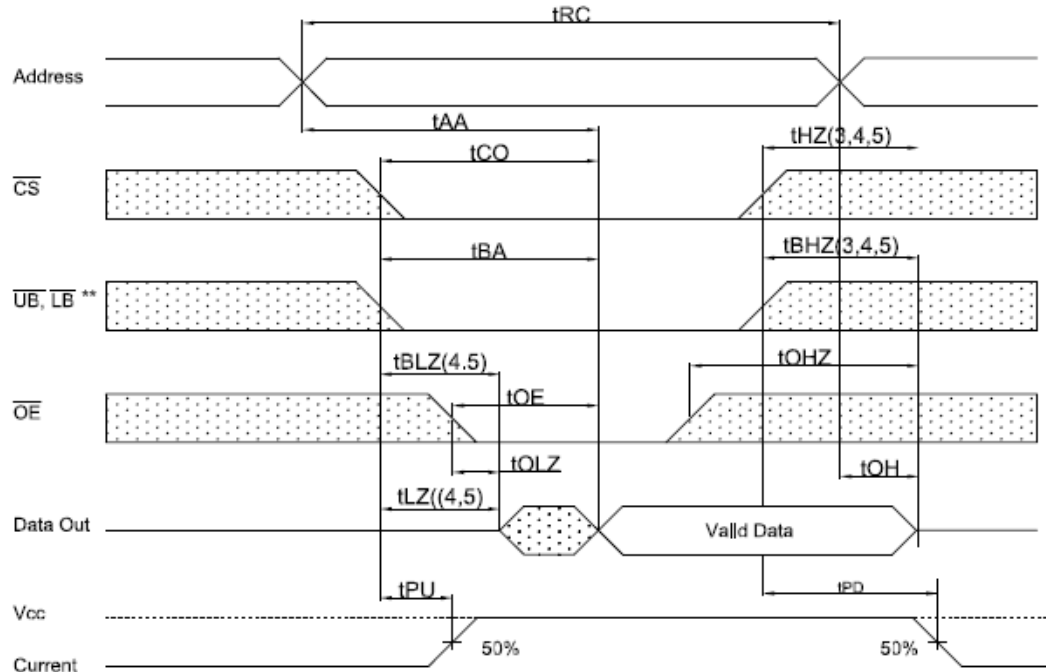 tRC
Address
tAA
tHZ(3,4,5)
tCO
CS
tBA
tBHZ(3,4,5)
UB, LB **
tBLZ(4.5)
tOHZ
tOE
OE
tOLZ
tOH
tLZ((4,5)
Data Out
Valid Data
tPU
tPD
Vcc
50%
50%
Current